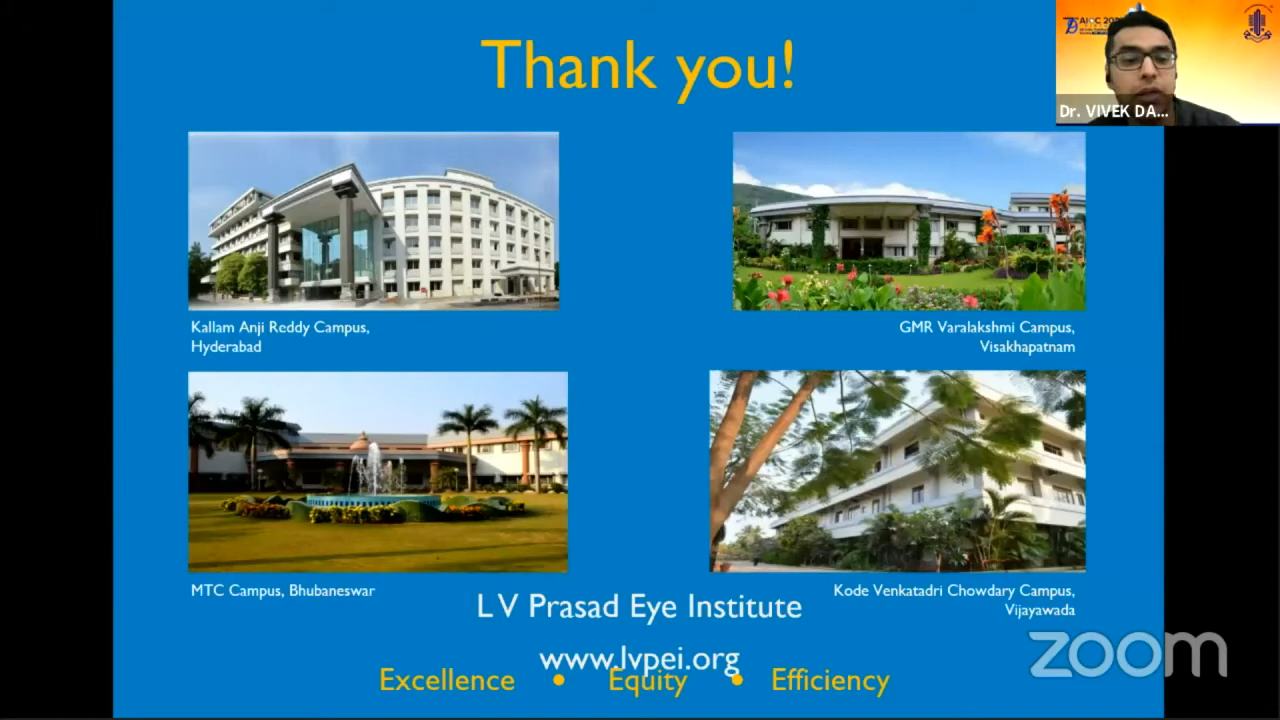 Thank you!
Dr. VIVEK DA...
Kallam Anji Reddy Campus,
Hyderabad
GMR Varalakshmi Campus,
Visakhapatnam
MTC Campus, Bhubaneswar
Kode Venkatadri Chowdary Campus,
Vijayawada
L V Prasad Eye Institute
www.lvpei.org
Excellence • Equity • Efficiency
zoom